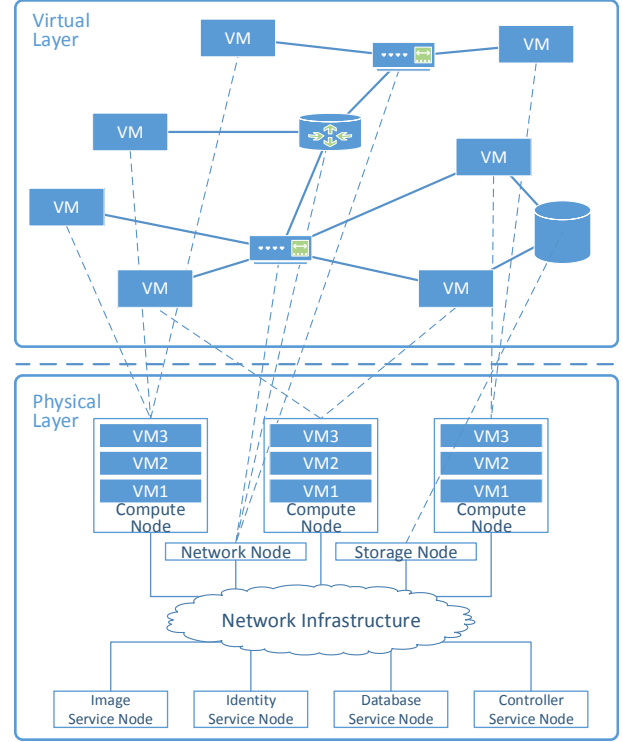 Virtual
Layer
VM
VM
VM
VM
VM
VM
VM
Physical
Layer
VM3
VM3
VM3
VM2
VM2
VM2
VM1
VM1
VM1
Compute
Node
Compute
Node
Compute
Node
Network Node
Storage Node
Network Infrastructure
Image
Service Node
Identity
Service Node
Database
Service Node
Controller
Service Node